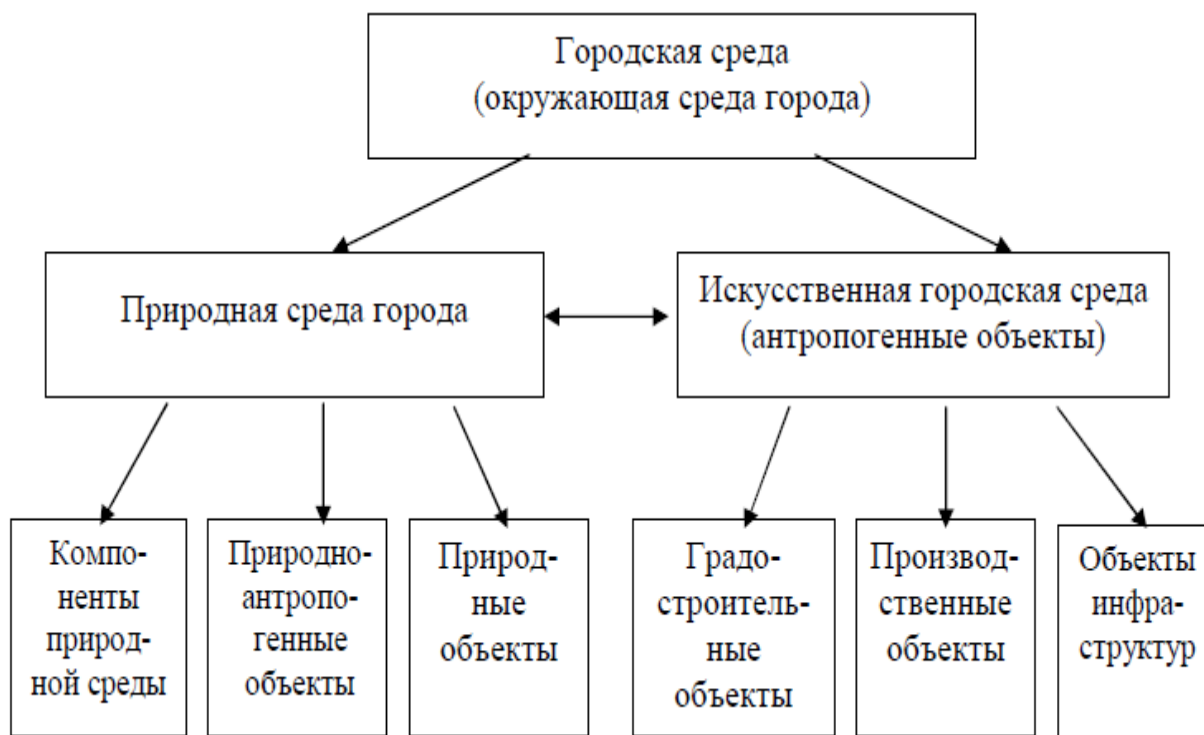 Городская среда
(окружающая среда города)
Природная среда города
Искусственная городская среда
(антропогенные объекты)
Компо-
ненты
природ-
ной среды
Природно-
антропо-
генные
объекты
Природ-
ные
объекты
Градо-
строитель-
ные
объекты
Производ-
ственные
объекты
Объекты
инфра-
структур